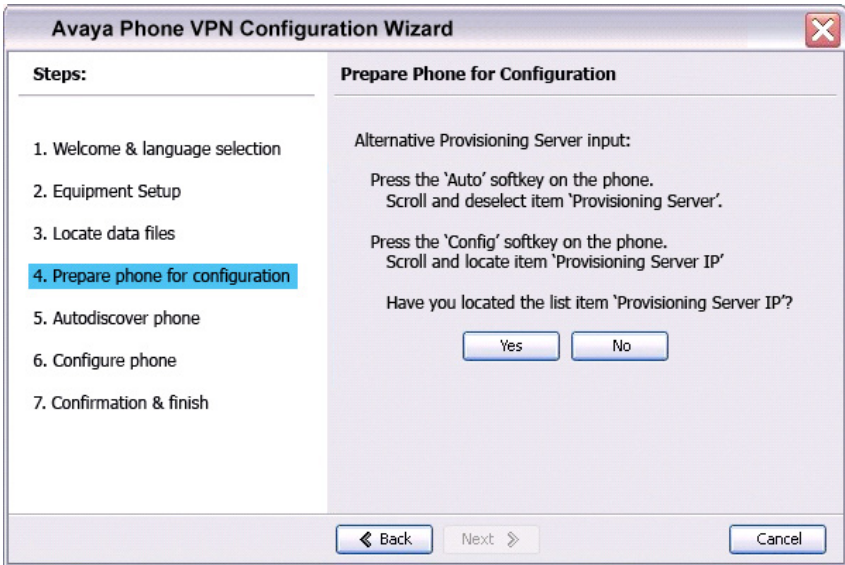 Avaya Phone VPN Configuration Wizard
Steps:
1. Welcome & language selection
2. Equipment Setup
3. Locate data files
4. Prepare phone for configuration
5. Autodiscover phone
6. Configure phone
7. Confirmation & finish
Prepare Phone for Configuration
Alternative Provisioning Server input:
Press the ‘Auto’ softkey on the phone.
Scroll and deselect item ‘Provisioning Server’.
Press the ‘Config’ softkey on the phone.
Scroll and locate item ‘Provisioning Server IP’
Have you located the list item ‘Provisioning Server IP’?
Yes No
Back Next Cancel